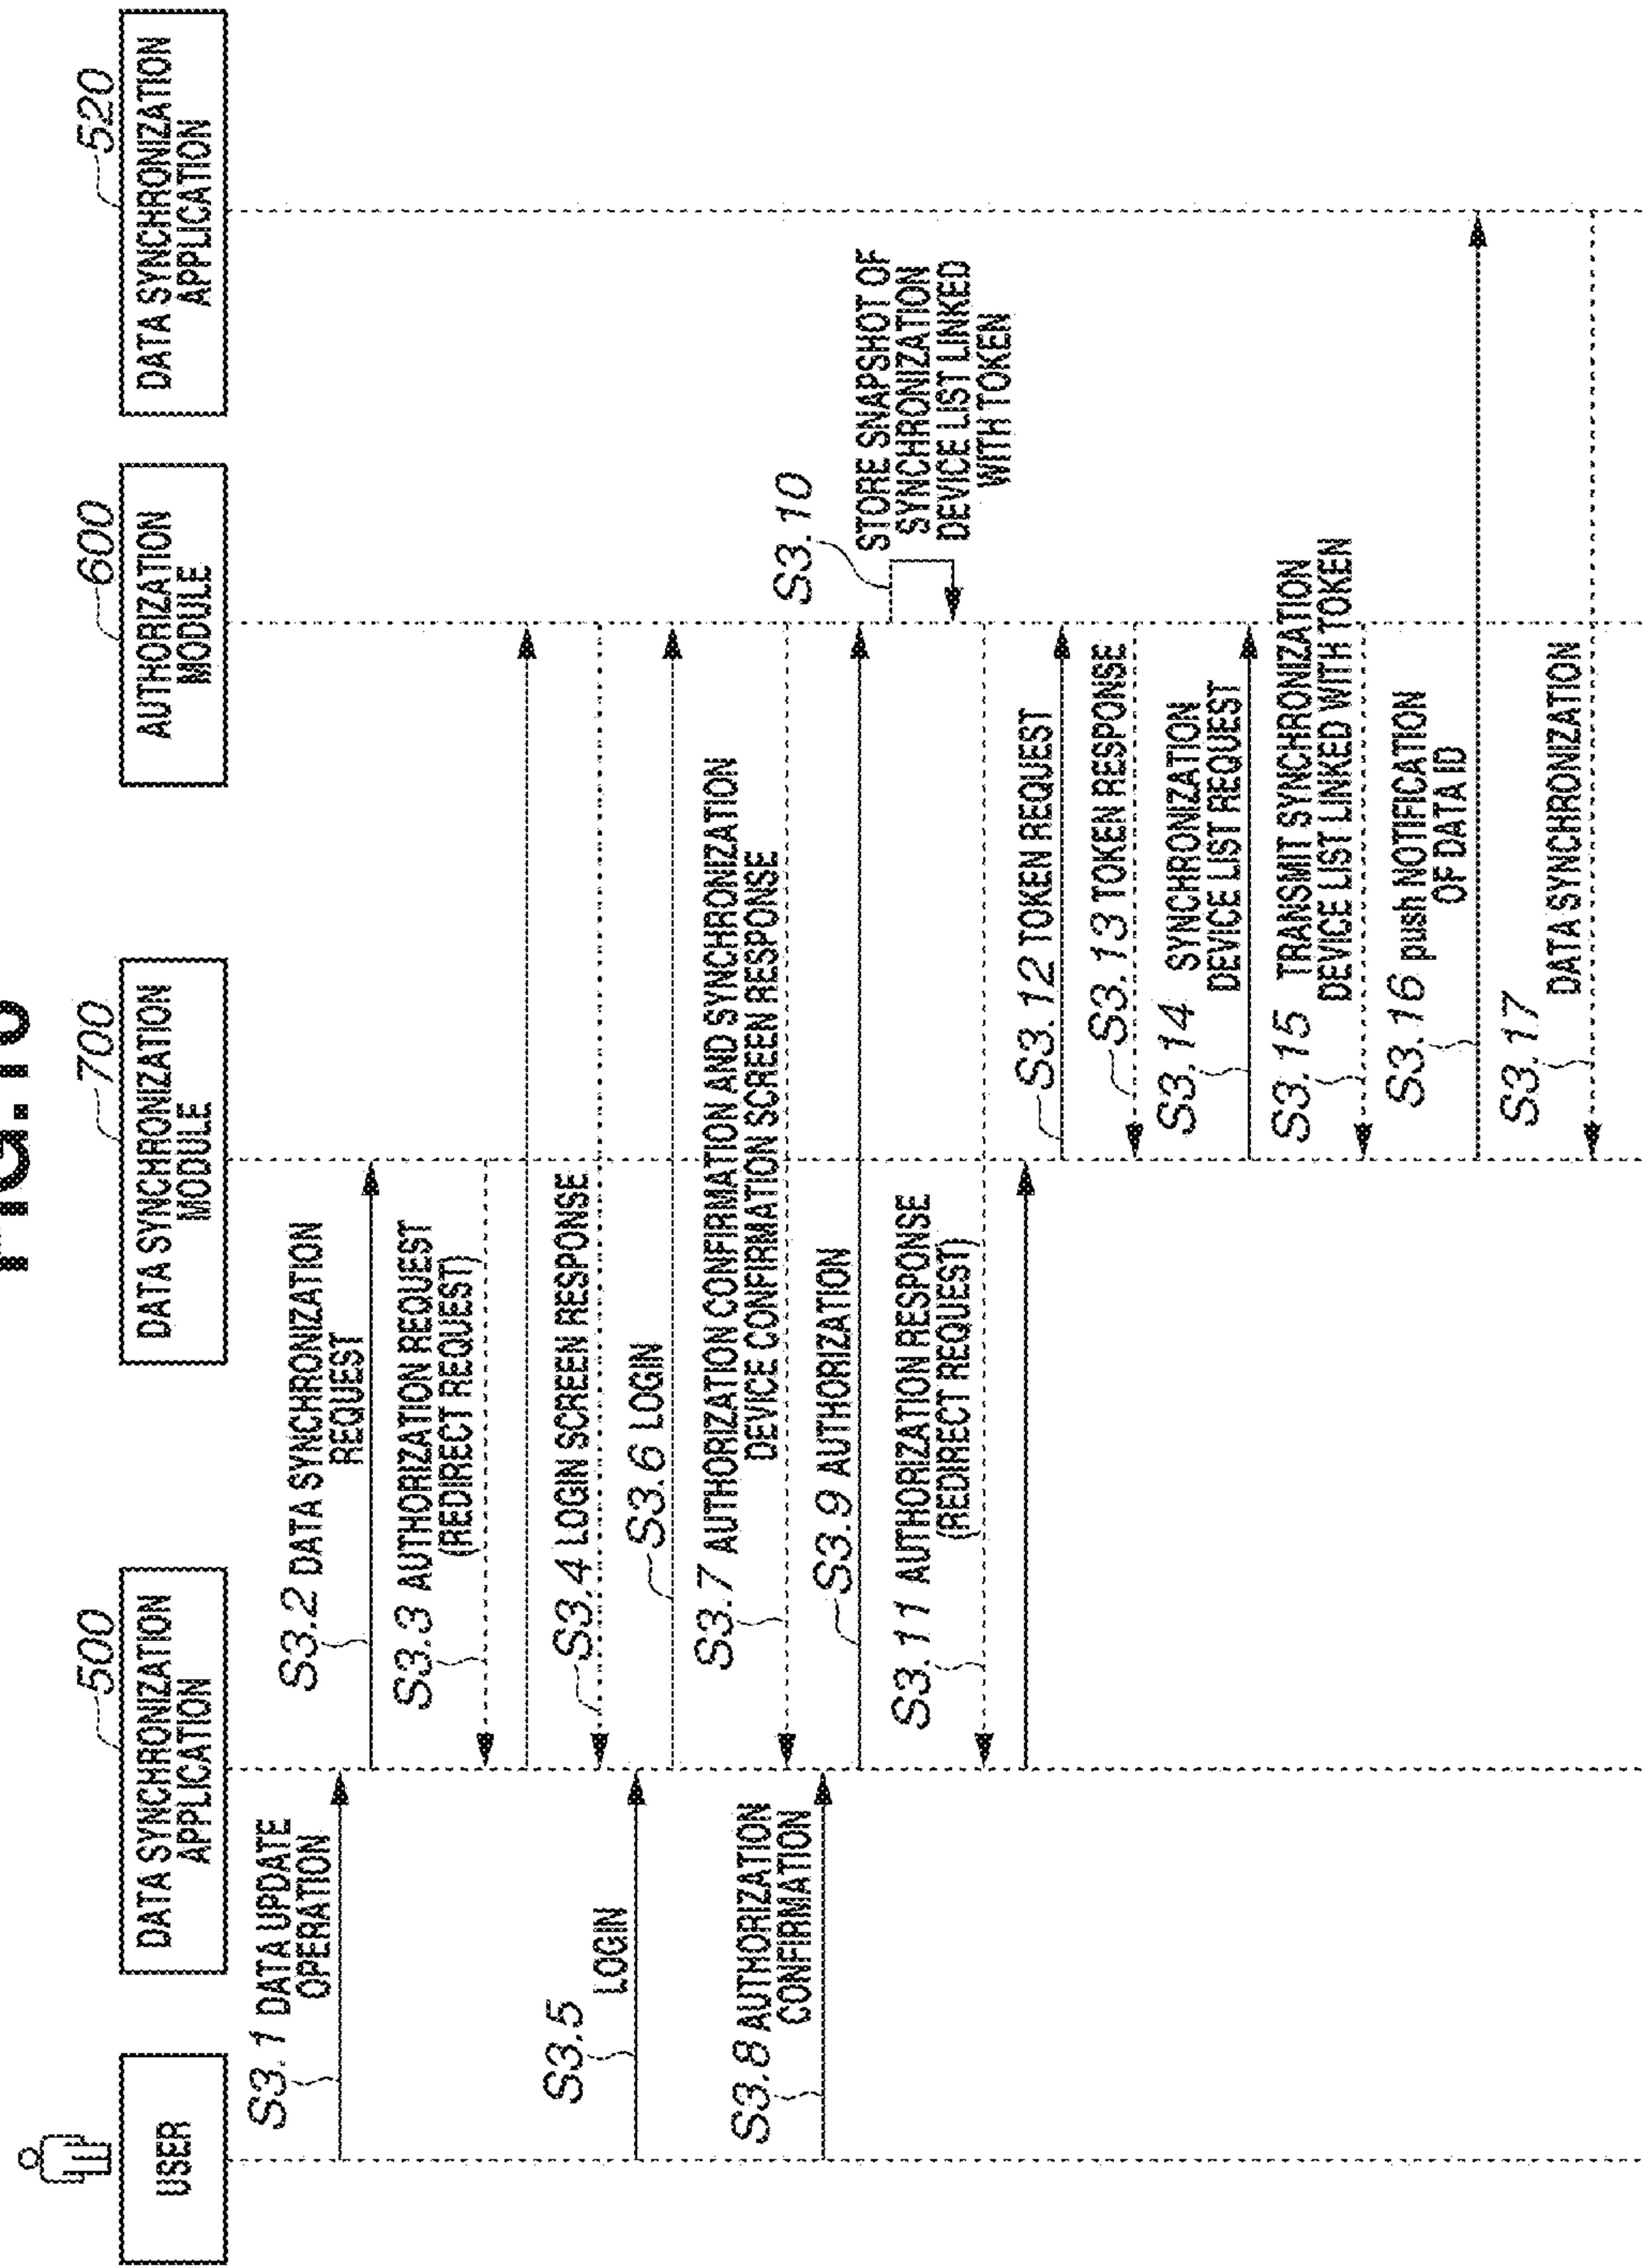 USER
500
DATA SYNCHRONIZATION
APPLICATION
700
DATA SYNCHRONIZATION
MODULE
600
AUTHORIZATION
MODULE
520
DATA SYNCHRONIZATION
APPLICATION
S3.1 DATA UPDATE
OPERATION
S3.2 DATA SYNCHRONIZATION
REQUEST
S3.3 AUTHORIZATION REQUEST
(REDIRECT REQUEST)
S3.4 LOGIN SCREEN RESPONSE
S3.5
LOGIN
S3.6 LOGIN
S3.7 AUTHORIZATION CONFIRMATION AND SYNCHRONIZATION
DEVICE CONFIRMATION SCREEN RESPONSE
S3.8 AUTHORIZATION
CONFIRMATION
S3.9 AUTHORIZATION
S3.10
STORE SNAPSHOT OF
SYNCHRONIZATION
DEVICE LIST LINKED
WITH TOKEN
S3.11 AUTHORIZATION RESPONSE
(REDIRECT REQUEST)
S3.12 TOKEN REQUEST
S3.13 TOKEN RESPONSE
S3.14 SYNCHRONIZATION
DEVICE LIST REQUEST
S3.15 TRANSMIT SYNCHRONIZATION
DEVICE LIST LINKED WITH TOKEN
S3.16 push NOTIFICATION
OF DATA ID
S3.17
DATA SYNCHRONIZATION